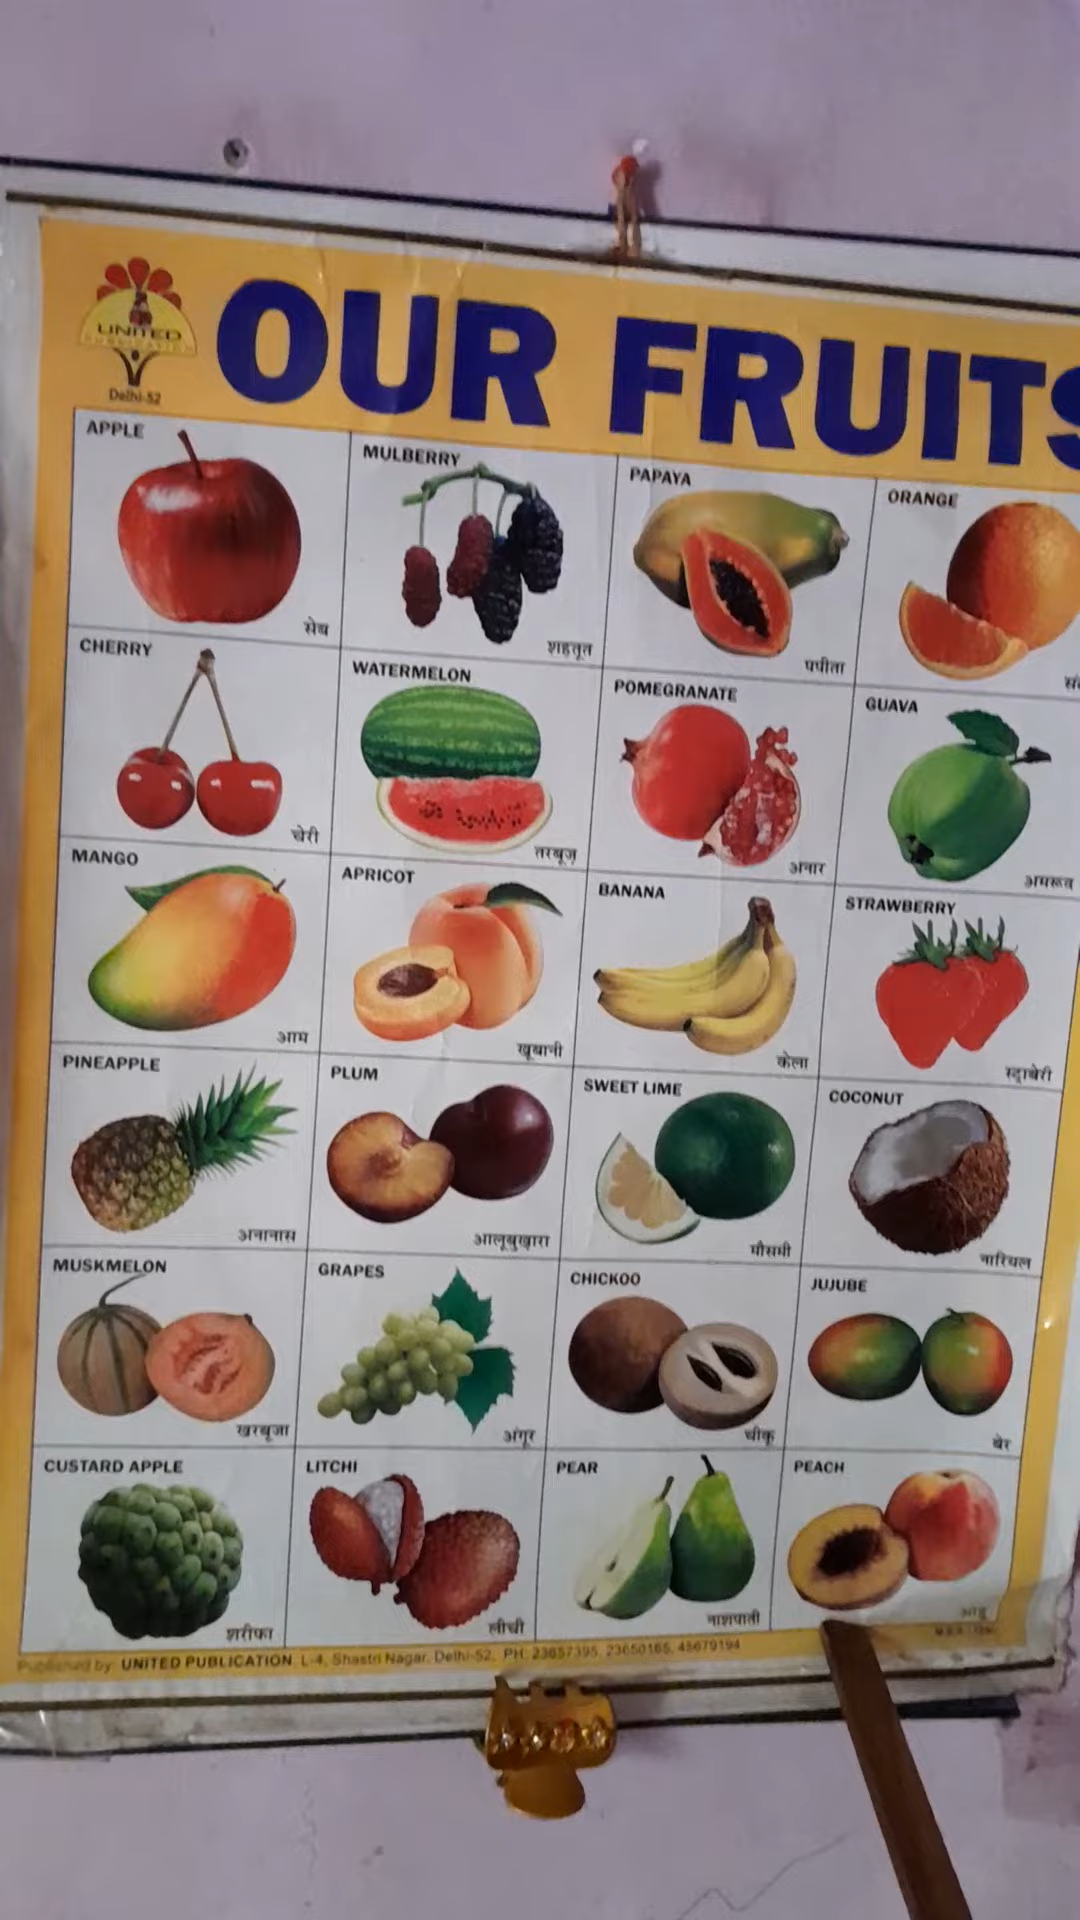 OUR FRUITS
UNITED
PUBLICATION
Delhi-52
APPLE
सेब
MULBERRY
शहतूत
PAPAYA
पपीता
ORANGE
CHERRY
चेरी
WATERMELON
तरबूज़
POMEGRANATE
अनार
GUAVA
अमरूद
MANGO
आम
APRICOT
खूबानी
BANANA
केला
STRAWBERRY
स्ट्राबेरी
PINEAPPLE
अनानास
PLUM
आलूबुख़ारा
SWEET LIME
मौसमी
COCONUT
नारियल
MUSKMELON
खरबूजा
GRAPES
अंगूर
CHICKOO
चीकू
JUJUBE
बेर
CUSTARD APPLE
शरीफा
LITCHI
लीची
PEAR
नाशपाती
PEACH
आडू
Published by: UNITED PUBLICATION, L-4, Shastri Nagar, Delhi-52, PH: 23657395, 23650165, 45679194